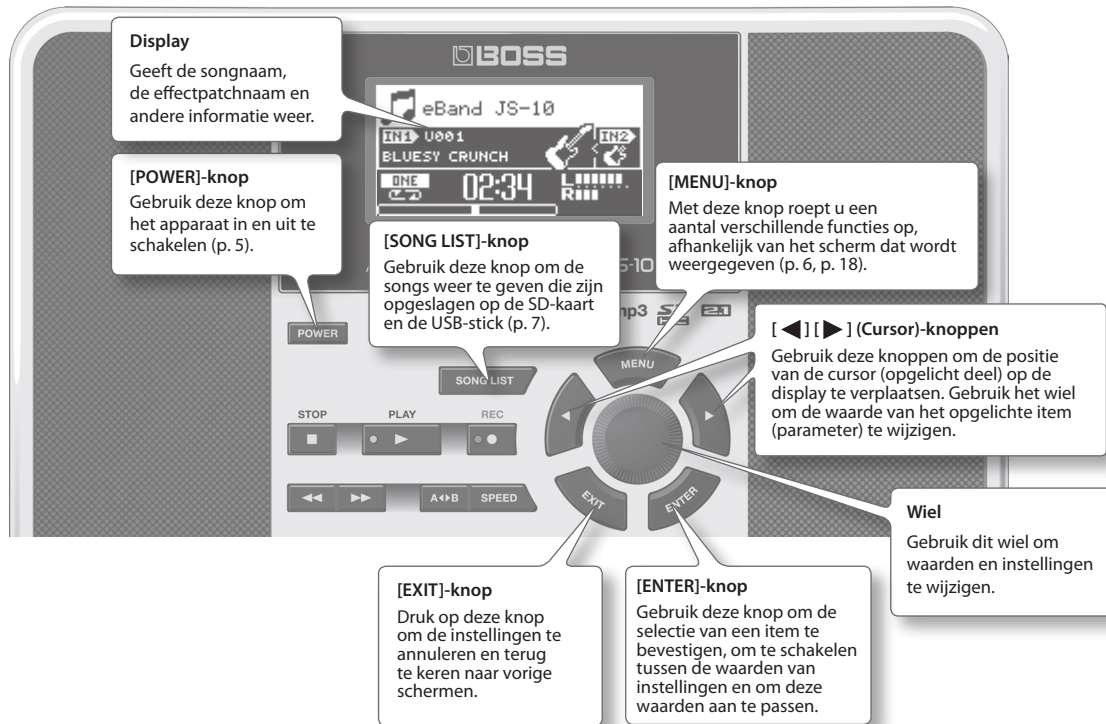 Display
Geeft de songnaam,
de effectpatchnaam en
andere informatie weer.
BOSS
eBand JS-10
IN1 U001
IN2
BLUESY CRUNCH
ONE
02:34
L
R
[POWER]-knop
Gebruik deze knop om
het apparaat in en uit te
schakelen (p. 5).
[SONG LIST]-knop
Gebruik deze knop om de
songs weer te geven die zijn
opgeslagen op de SD-kaart
en de USB-stick (p. 7).
[MENU]-knop
Met deze knop roept u een
aantal verschillende functies op,
afhankelijk van het scherm dat wordt
weergegeven (p. 6, p. 18).
[ ◀ ] [ ▶ ] (Cursor)-knoppen
Gebruik deze knoppen om de positie
van de cursor (opgelicht deel) op de
display te verplaatsen. Gebruik het wiel
om de waarde van het opgelichte item
(parameter) te wijzigen.
POWER
SONG LIST
MENU
STOP
PLAY
REC
A◂▸B
SPEED
EXIT
ENTER
2.1
Wiel
Gebruik dit wiel om
waarden en instellingen
te wijzigen.
[EXIT]-knop
Druk op deze knop
om de instellingen te
annuleren en terug
te keren naar vorige
schermen.
[ENTER]-knop
Gebruik deze knop om de
selectie van een item te
bevestigen, om te schakelen
tussen de waarden van
instellingen en om deze
waarden aan te passen.